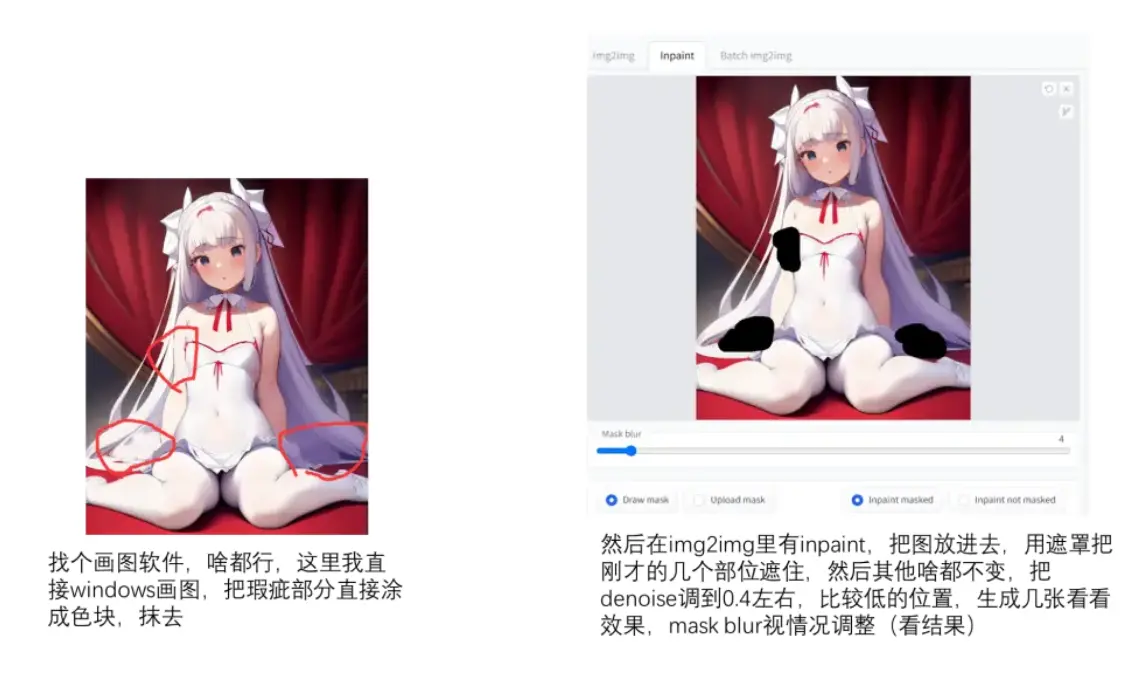 img2img
Inpaint
Batch img2img
Mask blur
4
Draw mask
Upload mask
Inpaint masked
Inpaint not masked
找个画图软件，啥都行，这里我直
接windows画图，把瑕疵部分直接涂
成色块，抹去
然后在img2img里有inpaint，把图放进去，用遮罩把
刚才的几个部位遮住，然后其他啥都不变，把
denoise调到0.4左右，比较低的位置，生成几张看看
效果，mask blur视情况调整（看结果）